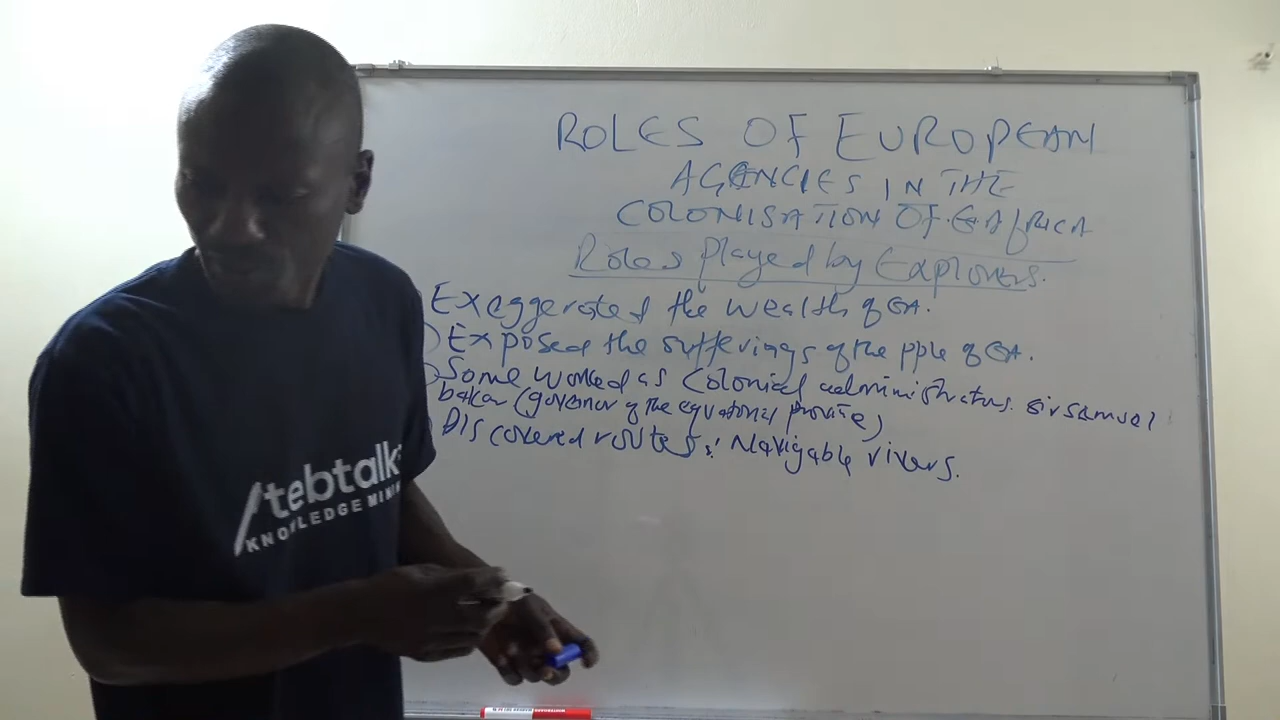 ROLES OF EUROPEAN
AGENCIES IN THE
COLONISATION OF E. AfRICA
Roles played by Explorers.
Exaggerated the wealth of EA.
) Exposed the sufferings of the pple of EA.
) Some worked as colonial administrators. sir samuel
baker (governor of the equatorial province)
) Discovered routes: Navigable rivers.
tebtalks
KNOWLEDGE